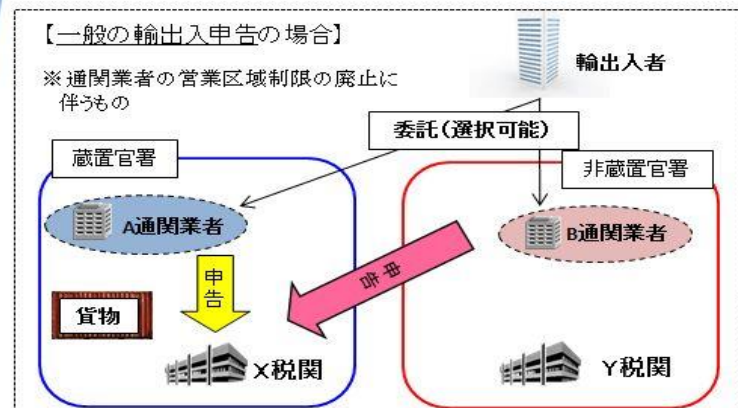 【一般の輸出入申告の場合】
※通関業者の営業区域制限の廃止に
伴うもの
輸出入者
委託(選択可能)
蔵置官署
非蔵置官署
A通関業者
B通関業者
申告
申告
貨物
X税関
Y税関